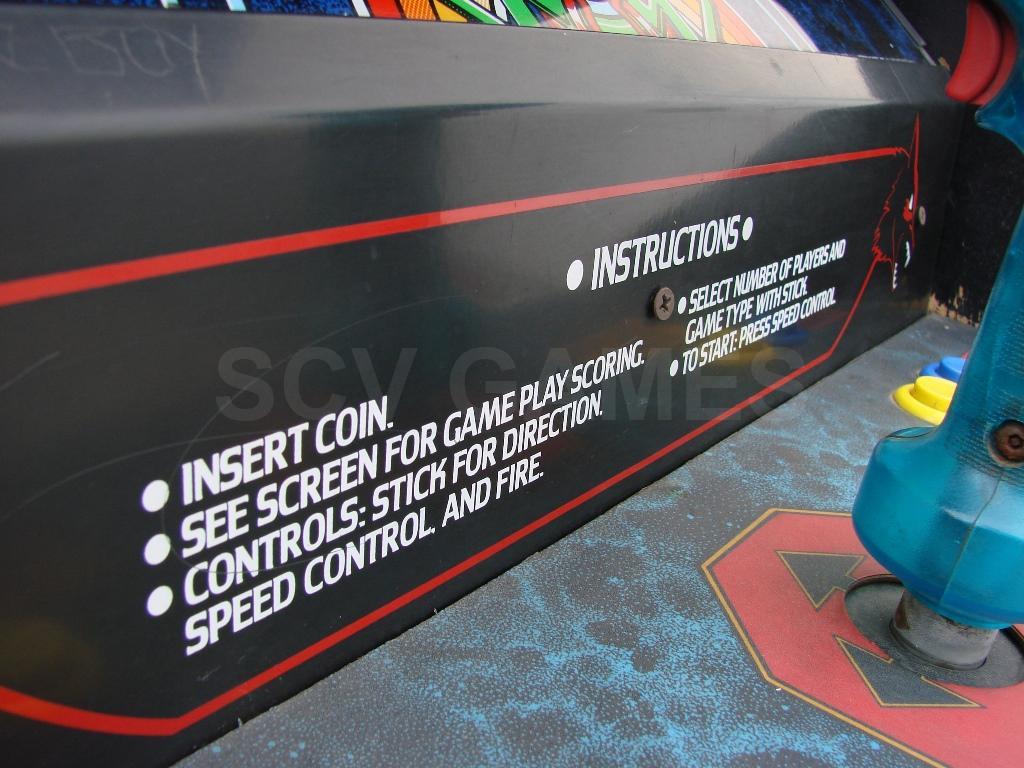 BOY
• INSTRUCTIONS •
• INSERT COIN.
• SEE SCREEN FOR GAME PLAY SCORING.
• CONTROLS: STICK FOR DIRECTION.
SPEED CONTROL. AND FIRE.
• SELECT NUMBER OF PLAYERS AND
GAME TYPE WITH STICK
• TO START: PRESS SPEED CONTROL
SCV GAMES